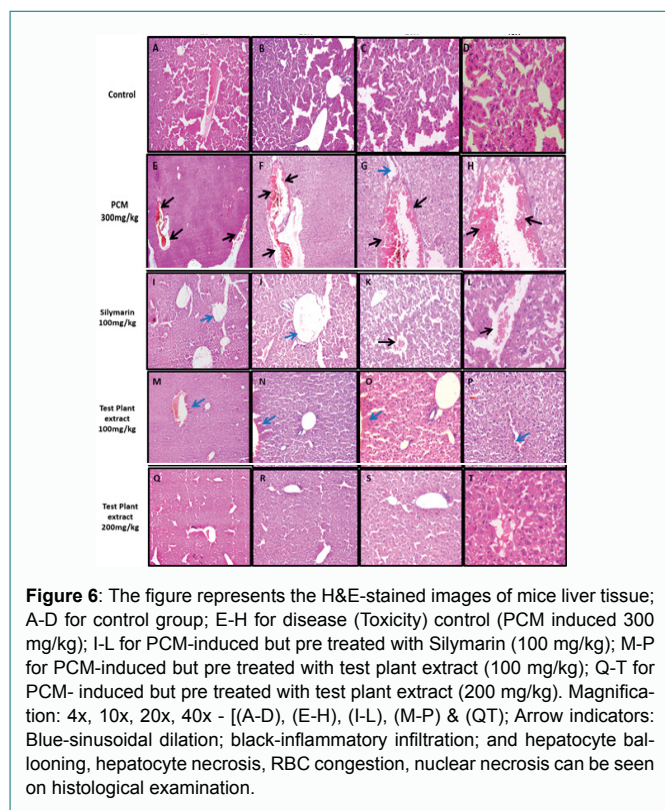 A B C D
Control
E F G H
PCM
300mg/kg
I J K L
Silymarin
100mg/kg
M N O P
Test Plant
extract
100mg/kg
Q R S T
Test Plant
extract
200mg/kg
Figure 6: The figure represents the H&E-stained images of mice liver tissue;
A-D for control group; E-H for disease (Toxicity) control (PCM induced 300
mg/kg); I-L for PCM-induced but pre treated with Silymarin (100 mg/kg); M-P
for PCM-induced but pre treated with test plant extract (100 mg/kg); Q-T for
PCM- induced but pre treated with test plant extract (200 mg/kg). Magnifica-
tion: 4x, 10x, 20x, 40x - [(A-D), (E-H), (I-L), (M-P) & (QT); Arrow indicators:
Blue-sinusoidal dilation; black-inflammatory infiltration; and hepatocyte bal-
looning, hepatocyte necrosis, RBC congestion, nuclear necrosis can be seen
on histological examination.